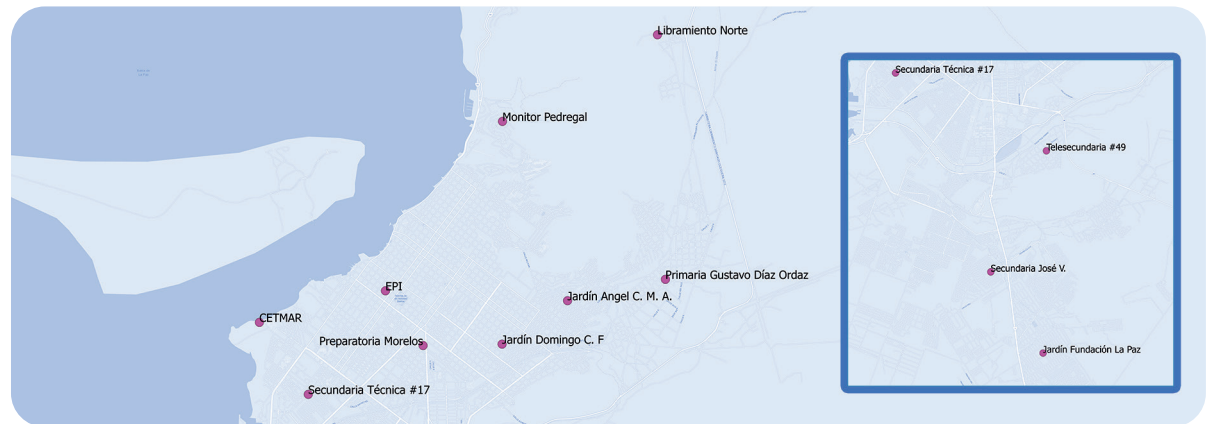 Libramiento Norte
Monitor Pedregal
Primaria Gustavo Díaz Ordaz
EPI
Jardín Angel C. M. A.
CETMAR
Preparatoria Morelos
Jardín Domingo C. F
Secundaria Técnica #17
Secundaria Técnica #17
Telesecundaria #49
Secundaria José V.
Jardín Fundación La Paz